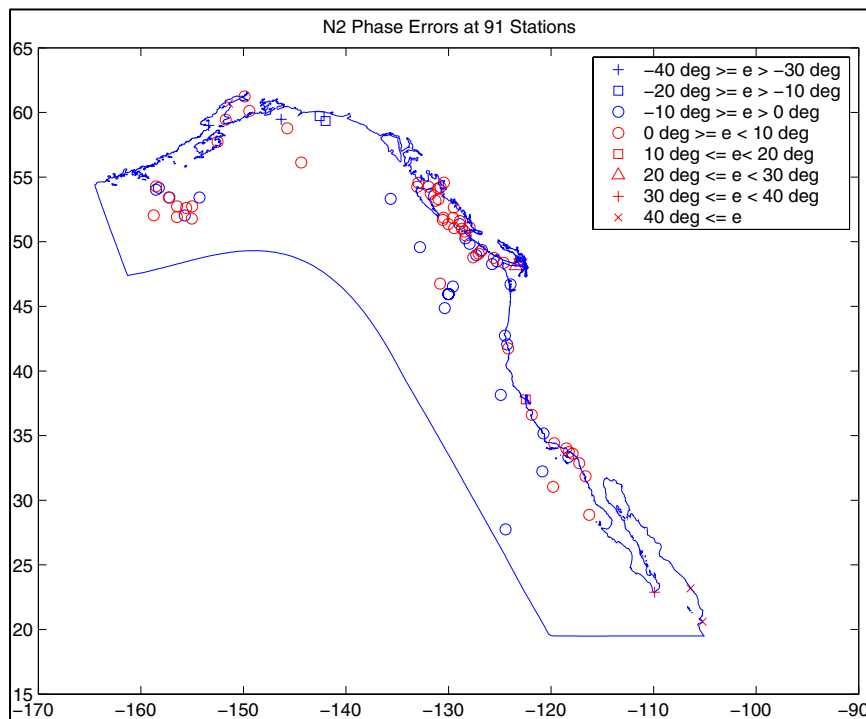 N2 Phase Errors at 91 Stations
65
60
55
50
45
40
35
30
25
20
15
−170
−160
−150
−140
−130
−120
−110
−100
−90
−40 deg >= e > −30 deg
−20 deg >= e > −10 deg
−10 deg >= e > 0 deg
0 deg >= e < 10 deg
10 deg <= e< 20 deg
20 deg <= e < 30 deg
30 deg <= e < 40 deg
40 deg <= e